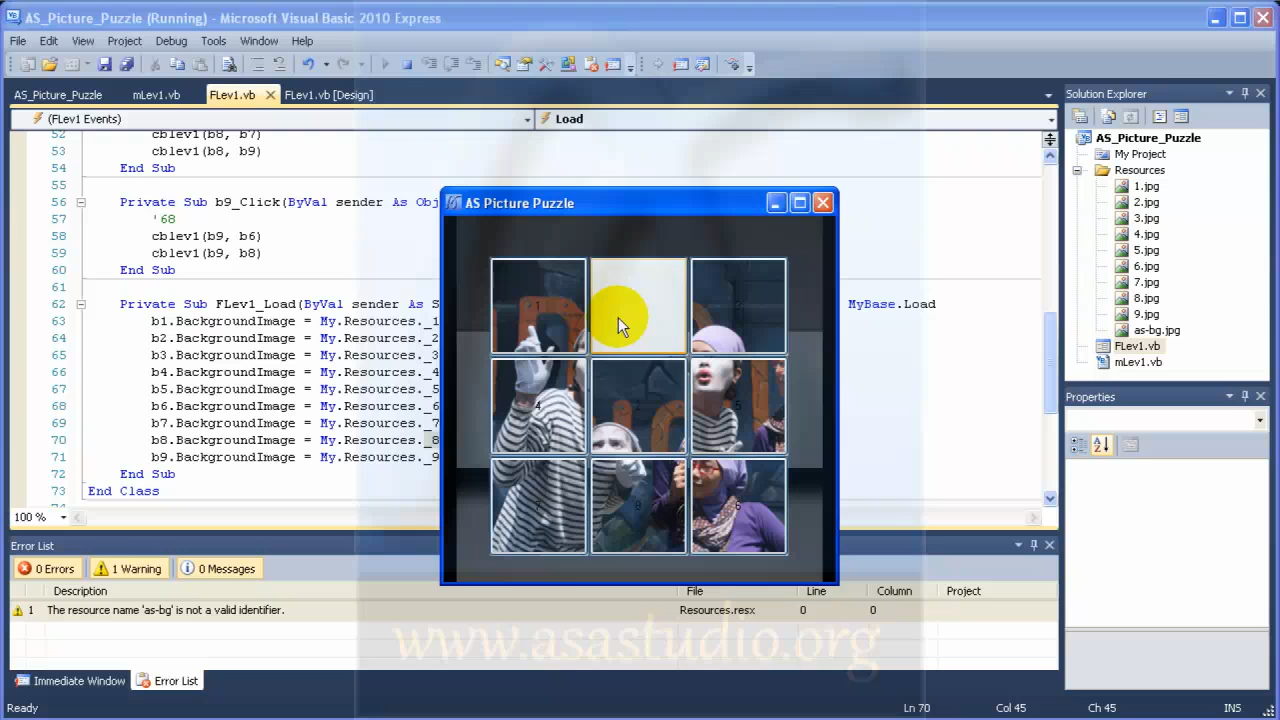 AS_Picture_Puzzle (Running) - Microsoft Visual Basic 2010 Express
File Edit View Project Debug Tools Window Help
AS_Picture_Puzzle mLev1.vb FLev1.vb FLev1.vb [Design]
(FLev1 Events) Load
52 cblev1(b8, b7)
53 cblev1(b8, b9)
54 End Sub
55
56 Private Sub b9_Click(ByVal sender As Obj
57 '68
58 cblev1(b9, b6)
59 cblev1(b9, b8)
60 End Sub
61
62 Private Sub FLev1_Load(ByVal sender As S MyBase.Load
63 b1.BackgroundImage = My.Resources._1
64 b2.BackgroundImage = My.Resources._2
65 b3.BackgroundImage = My.Resources._3
66 b4.BackgroundImage = My.Resources._4
67 b5.BackgroundImage = My.Resources._5
68 b6.BackgroundImage = My.Resources._6
69 b7.BackgroundImage = My.Resources._7
70 b8.BackgroundImage = My.Resources._8
71 b9.BackgroundImage = My.Resources._9
72 End Sub
73 End Class
100 %
AS Picture Puzzle
1
4 2 5
7 8 6
Solution Explorer
AS_Picture_Puzzle
My Project
Resources
1.jpg
2.jpg
3.jpg
4.jpg
5.jpg
6.jpg
7.jpg
8.jpg
9.jpg
as-bg.jpg
FLev1.vb
mLev1.vb
Properties
Error List
0 Errors 1 Warning 0 Messages
Description File Line Column Project
1 The resource name 'as-bg' is not a valid identifier. Resources.resx 0 0
www.asastudio.org
Immediate Window Error List
Ready Ln 70 Col 45 Ch 45 INS